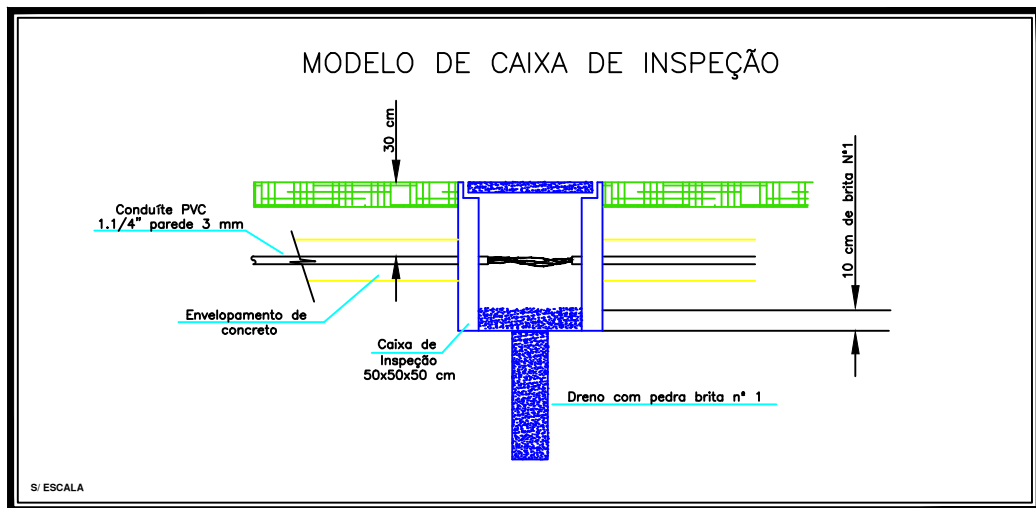 MODELO DE CAIXA DE INSPEÇÃO
30 cm
10 cm de brita Nº1
Conduíte PVC
1.1/4" parede 3 mm
Envelopamento de
concreto
Caixa de
Inspeção
50x50x50 cm
Dreno com pedra brita nº 1
S/ ESCALA